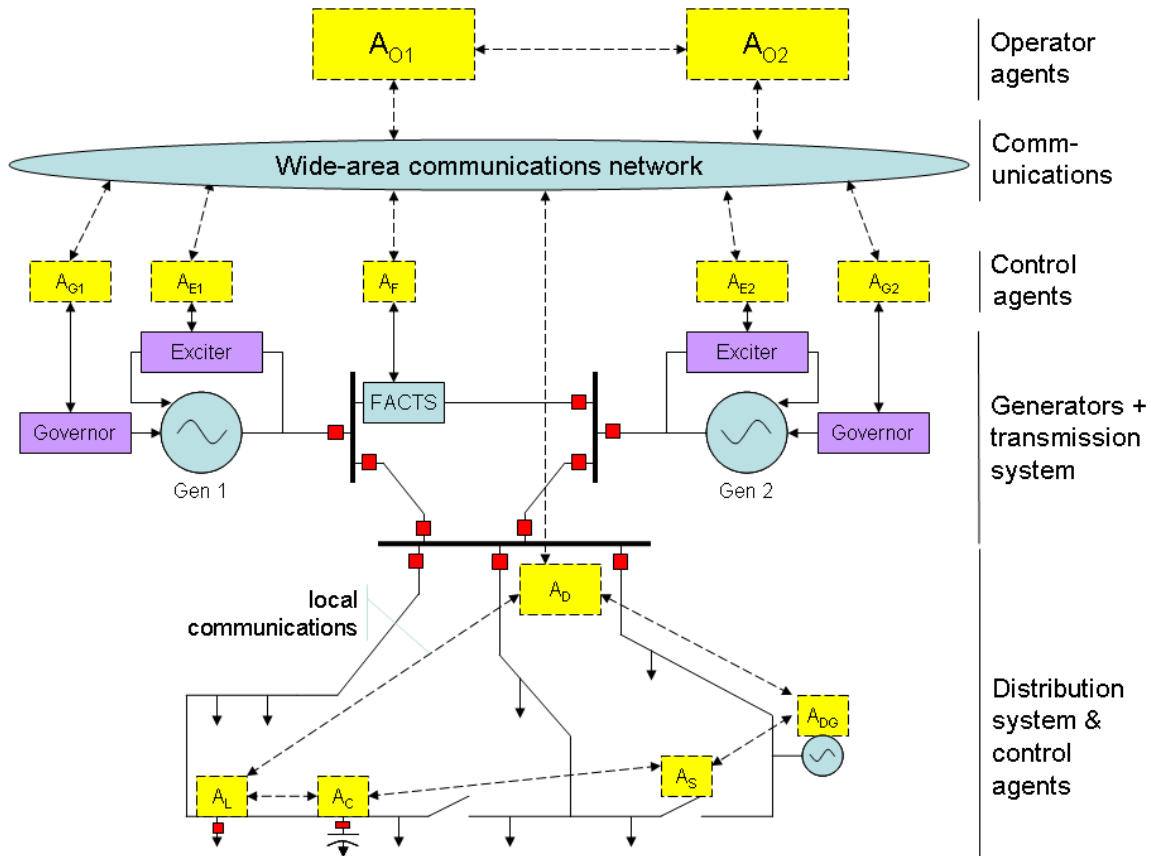 A_O1
A_O2
Operator
agents
Wide-area communications network
Comm-
unications
A_G1
A_E1
A_F
A_E2
A_G2
Control
agents
Exciter
Exciter
FACTS
Governor
Governor
Gen 1
Gen 2
Generators +
transmission
system
A_D
local
communications
A_DG
A_S
A_L
A_C
Distribution
system &
control
agents